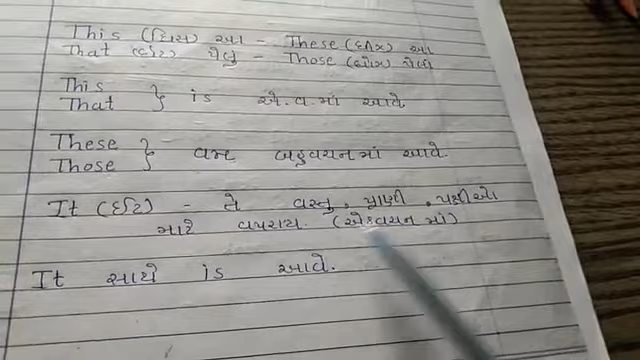 This (ધિસ) આ - These (ધીઝ) આ
That (ધેટ) પેલુ - Those (ધોઝ) પેલા
This
That } is એ.વ.માં આવે.
These
Those } બહુવચનમાં આવે.
It (ઈટ) - તે વસ્તુ, પ્રાણી, પક્ષીઓ
માટે વપરાય. (એકવચન માં)
It સાથે is આવે.